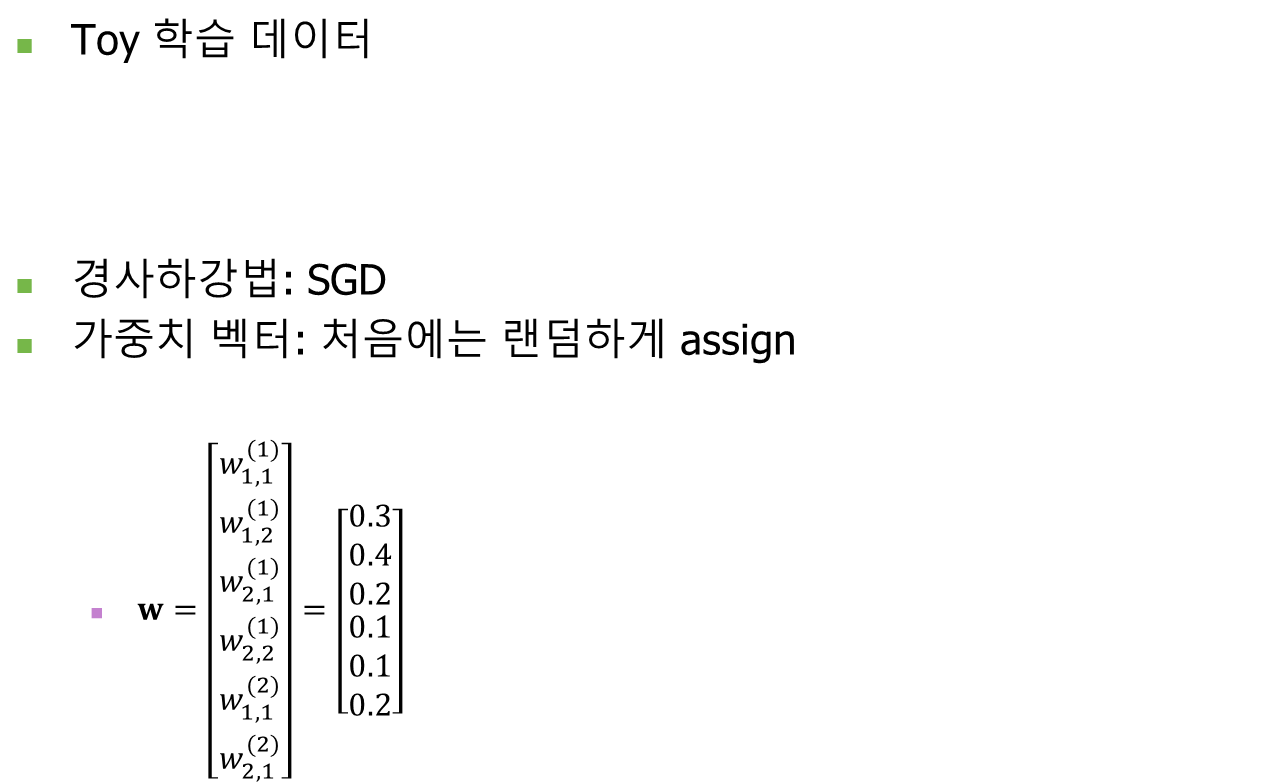 Toy 학습 데이터
경사하강법: SGD
가중치 벡터: 처음에는 랜덤하게 assign
w = [w_{1,1}^{(1)} w_{1,2}^{(1)} w_{2,1}^{(1)} w_{2,2}^{(1)} w_{1,1}^{(2)} w_{2,1}^{(2)}] = [0.3 0.4 0.2 0.1 0.1 0.2]